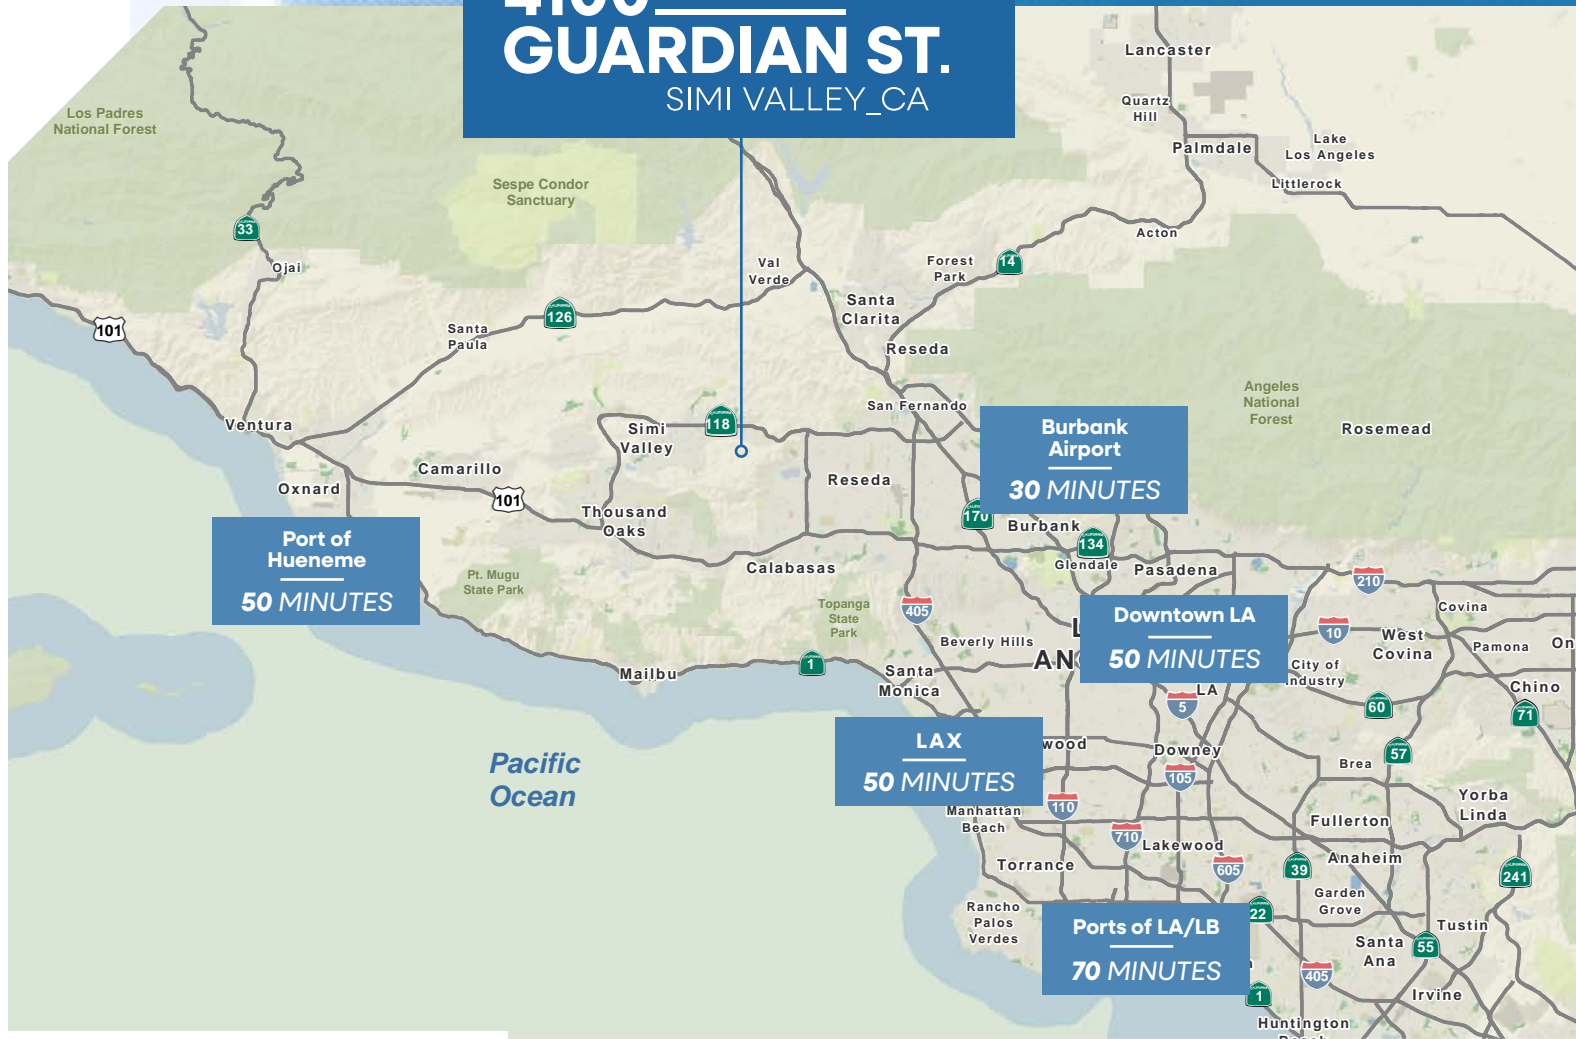 4100
GUARDIAN ST.
SIMI VALLEY_CA
Lancaster
Los Padres
National Forest
Quartz
Hill
Palmdale
Lake
Los Angeles
Littlerock
Sespe Condor
Sanctuary
33
Acton
Ojai
Val
Verde
Forest
Park
14
Santa
Clarita
101
126
Santa
Paula
Reseda
Angeles
National
Forest
San Fernando
Ventura
118
Simi
Valley
Rosemead
Burbank
Airport
30 MINUTES
Camarillo
Reseda
Oxnard
101
Thousand
Oaks
170
Burbank
134
Port of
Hueneme
50 MINUTES
Calabasas
Glendale
Pasadena
Pt. Mugu
State Park
210
Topanga
State
Park
405
Covina
Downtown LA
50 MINUTES
10
West
Covina
Beverly Hills
L
AN
Pamona
On
1
Mailbu
Santa
Monica
City of
Industry
LA
Chino
5
60
71
LAX
50 MINUTES
wood
Downey
57
Pacific
Ocean
Brea
105
110
Yorba
Linda
Manhattan
Beach
Fullerton
710
Lakewood
Torrance
605
39
Anaheim
241
Garden
Grove
Rancho
Palos
Verdes
22
Ports of LA/LB
70 MINUTES
Tustin
Santa
Ana
55
405
1
Irvine
Huntington